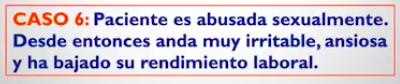 CASO 6: Paciente es abusada sexualmente.
Desde entonces anda muy irritable, ansiosa
y ha bajado su rendimiento laboral.